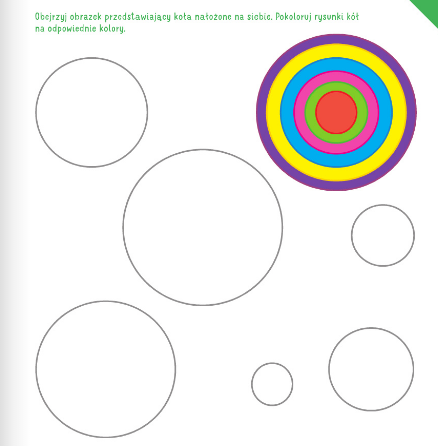 Obejrzyj obrazek przedstawiający koła nałożone na siebie. Pokoloruj rysunki kół
na odpowiednie kolory.